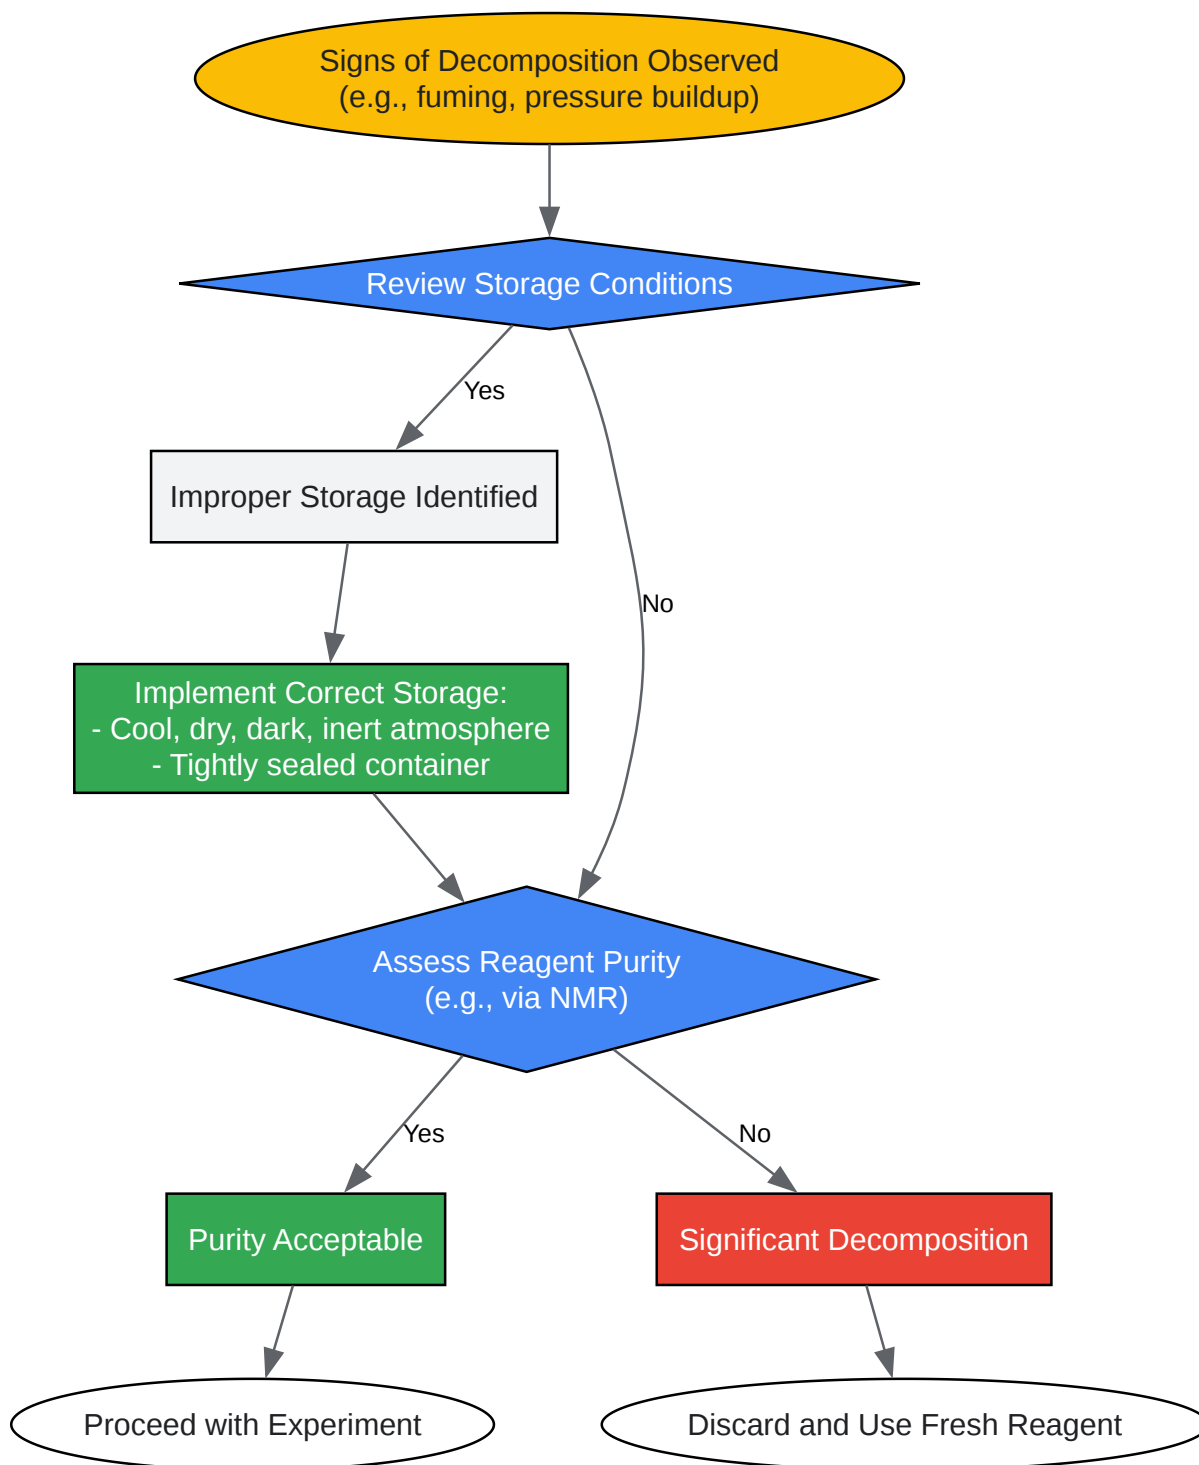 Signs of Decomposition Observed
(e.g., fuming, pressure buildup)
Review Storage Conditions
Yes
Improper Storage Identified
No
Implement Correct Storage:
- Cool, dry, dark, inert atmosphere
- Tightly sealed container
Assess Reagent Purity
(e.g., via NMR)
Yes
No
Purity Acceptable
Significant Decomposition
Proceed with Experiment
Discard and Use Fresh Reagent